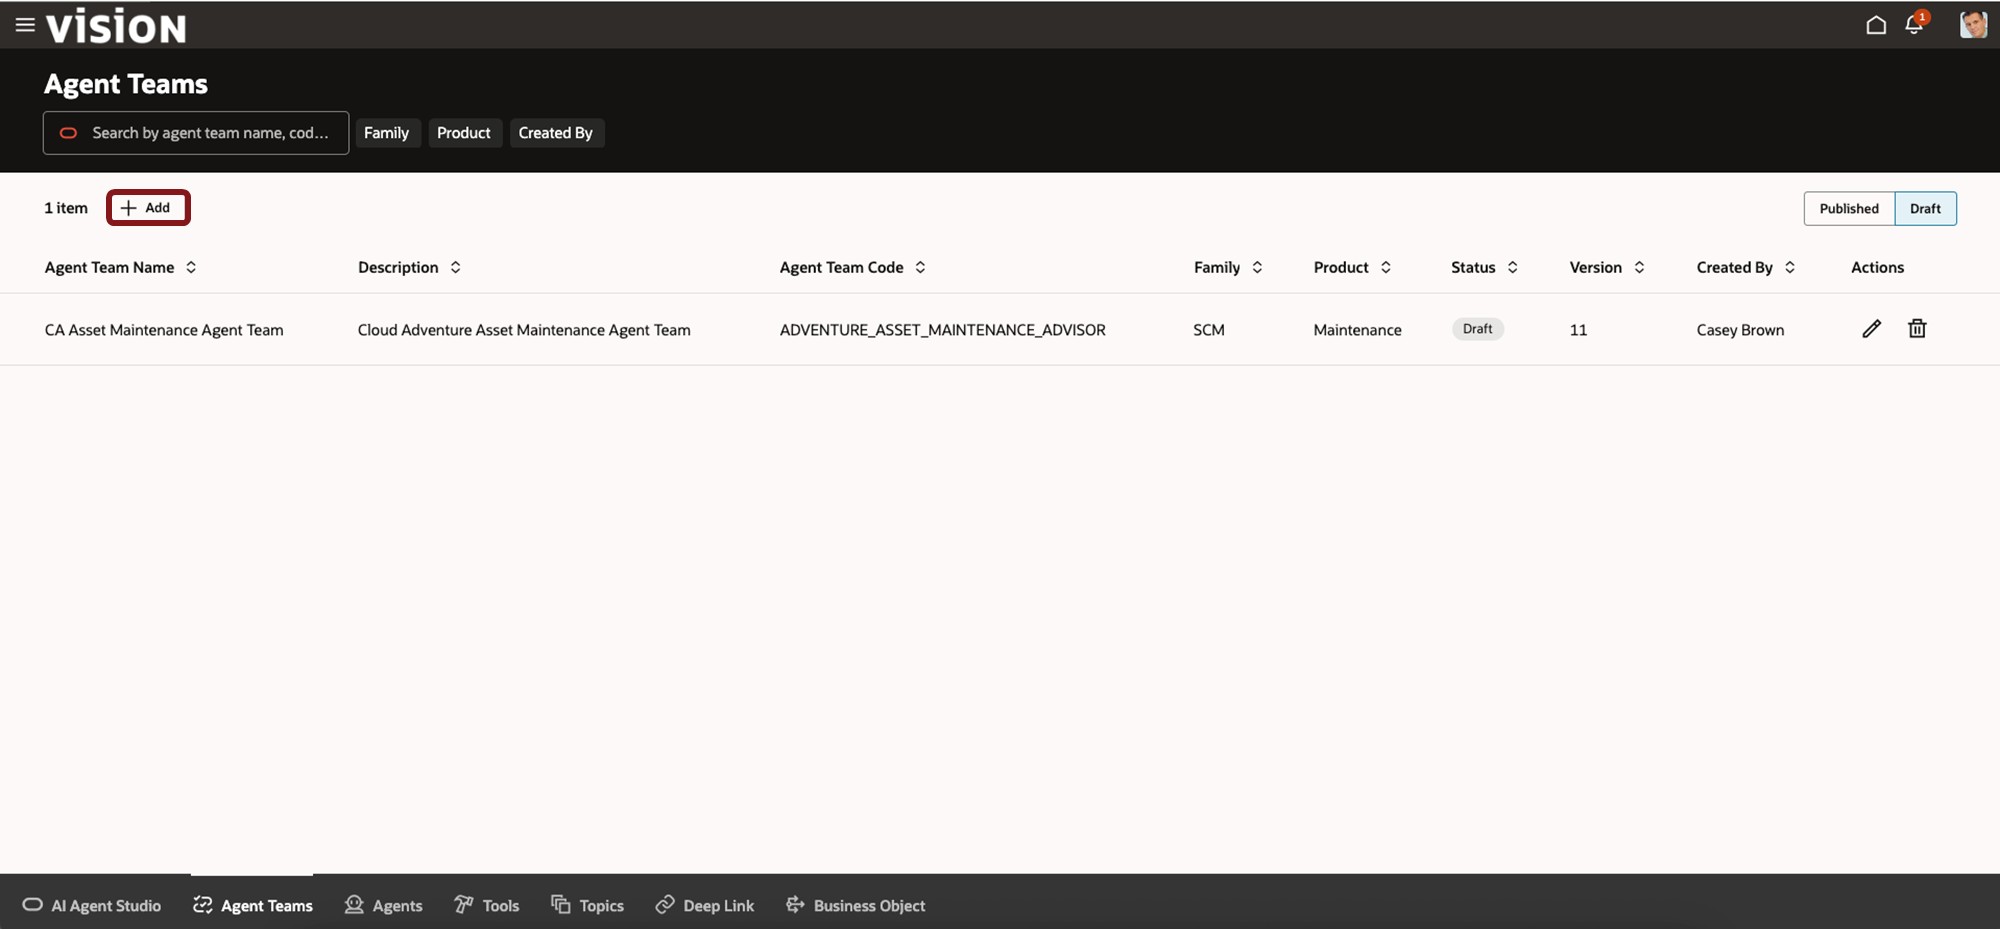 VISION
1
Agent Teams
Search by agent team name, cod...
Family
Product
Created By
1 item
Add
Published
Draft
Agent Team Name
Description
Agent Team Code
Family
Product
Status
Version
Created By
Actions
CA Asset Maintenance Agent Team
Cloud Adventure Asset Maintenance Agent Team
ADVENTURE_ASSET_MAINTENANCE_ADVISOR
SCM
Maintenance
Draft
11
Casey Brown
AI Agent Studio
Agent Teams
Agents
Tools
Topics
Deep Link
Business Object